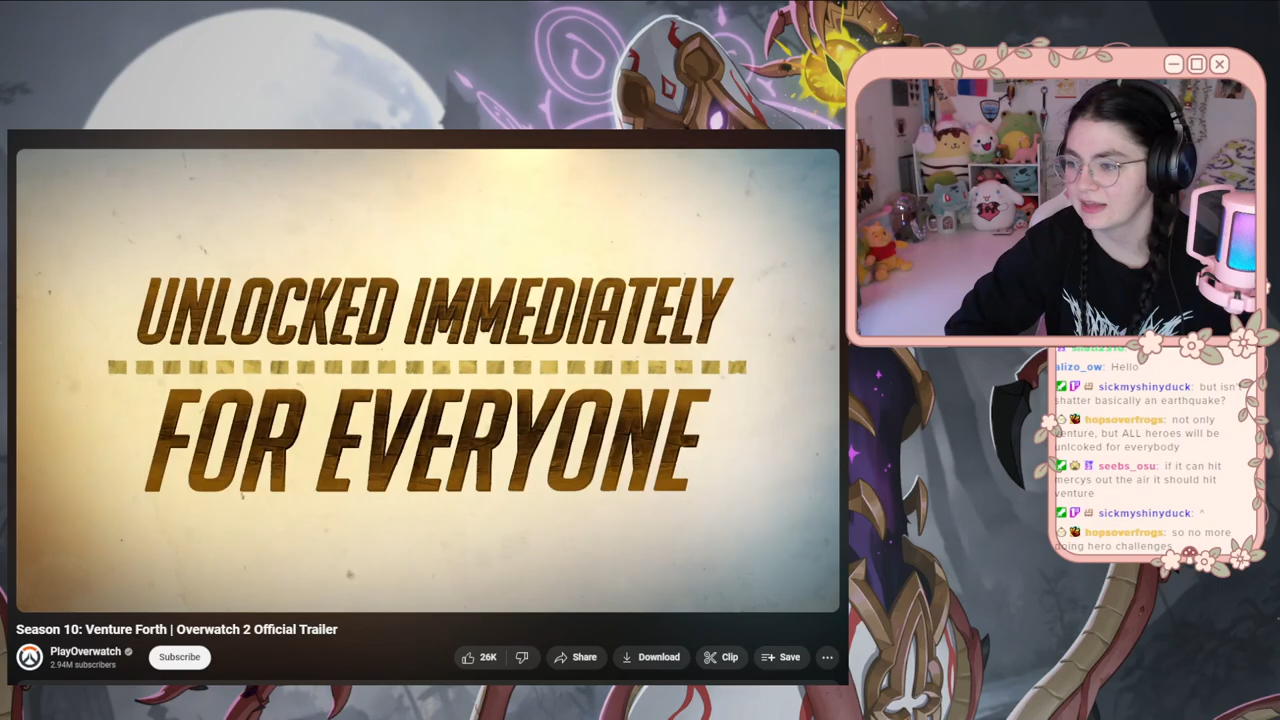 UNLOCKED IMMEDIATELY
FOR EVERYONE
Season 10: Venture Forth | Overwatch 2 Official Trailer
PlayOverwatch
2.94M subscribers
Subscribe
26K
Share
Download
Clip
Save
alizo_ow: Hello
sickmyshinyduck: but isn't
shatter basically an earthquake?
hopsoverfrogs: not only
venture, but ALL heroes will be
unlcoked for everybody
seebs_osu: if it can hit
mercys out the air it should hit
venture
sickmyshinyduck: ^
hopsoverfrogs: so no more
doing hero challenges